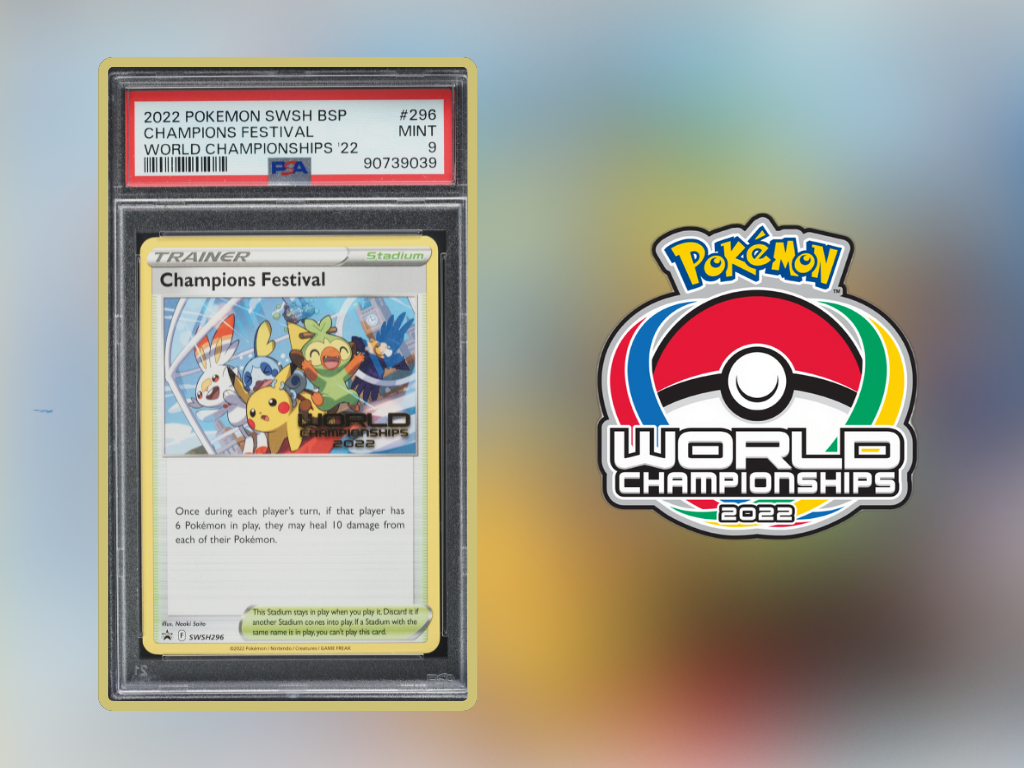 2022 POKEMON SWSH BSP #296
CHAMPIONS FESTIVAL MINT
WORLD CHAMPIONSHIPS '22 9
PSA 90739039
TRAINER Stadium
Champions Festival
WORLD
CHAMPIONSHIPS
2022
Once during each player's turn, if that player has
6 Pokémon in play, they may heal 10 damage from
each of their Pokémon.
This Stadium stays in play when you play it. Discard it if
another Stadium comes into play. If a Stadium with the
same name is in play, you can't play this card.
Illus. Naoki Saito
F SWSH296
©2022 Pokémon / Nintendo / Creatures / GAME FREAK
POKéMON
TM
WORLD
CHAMPIONSHIPS
2022